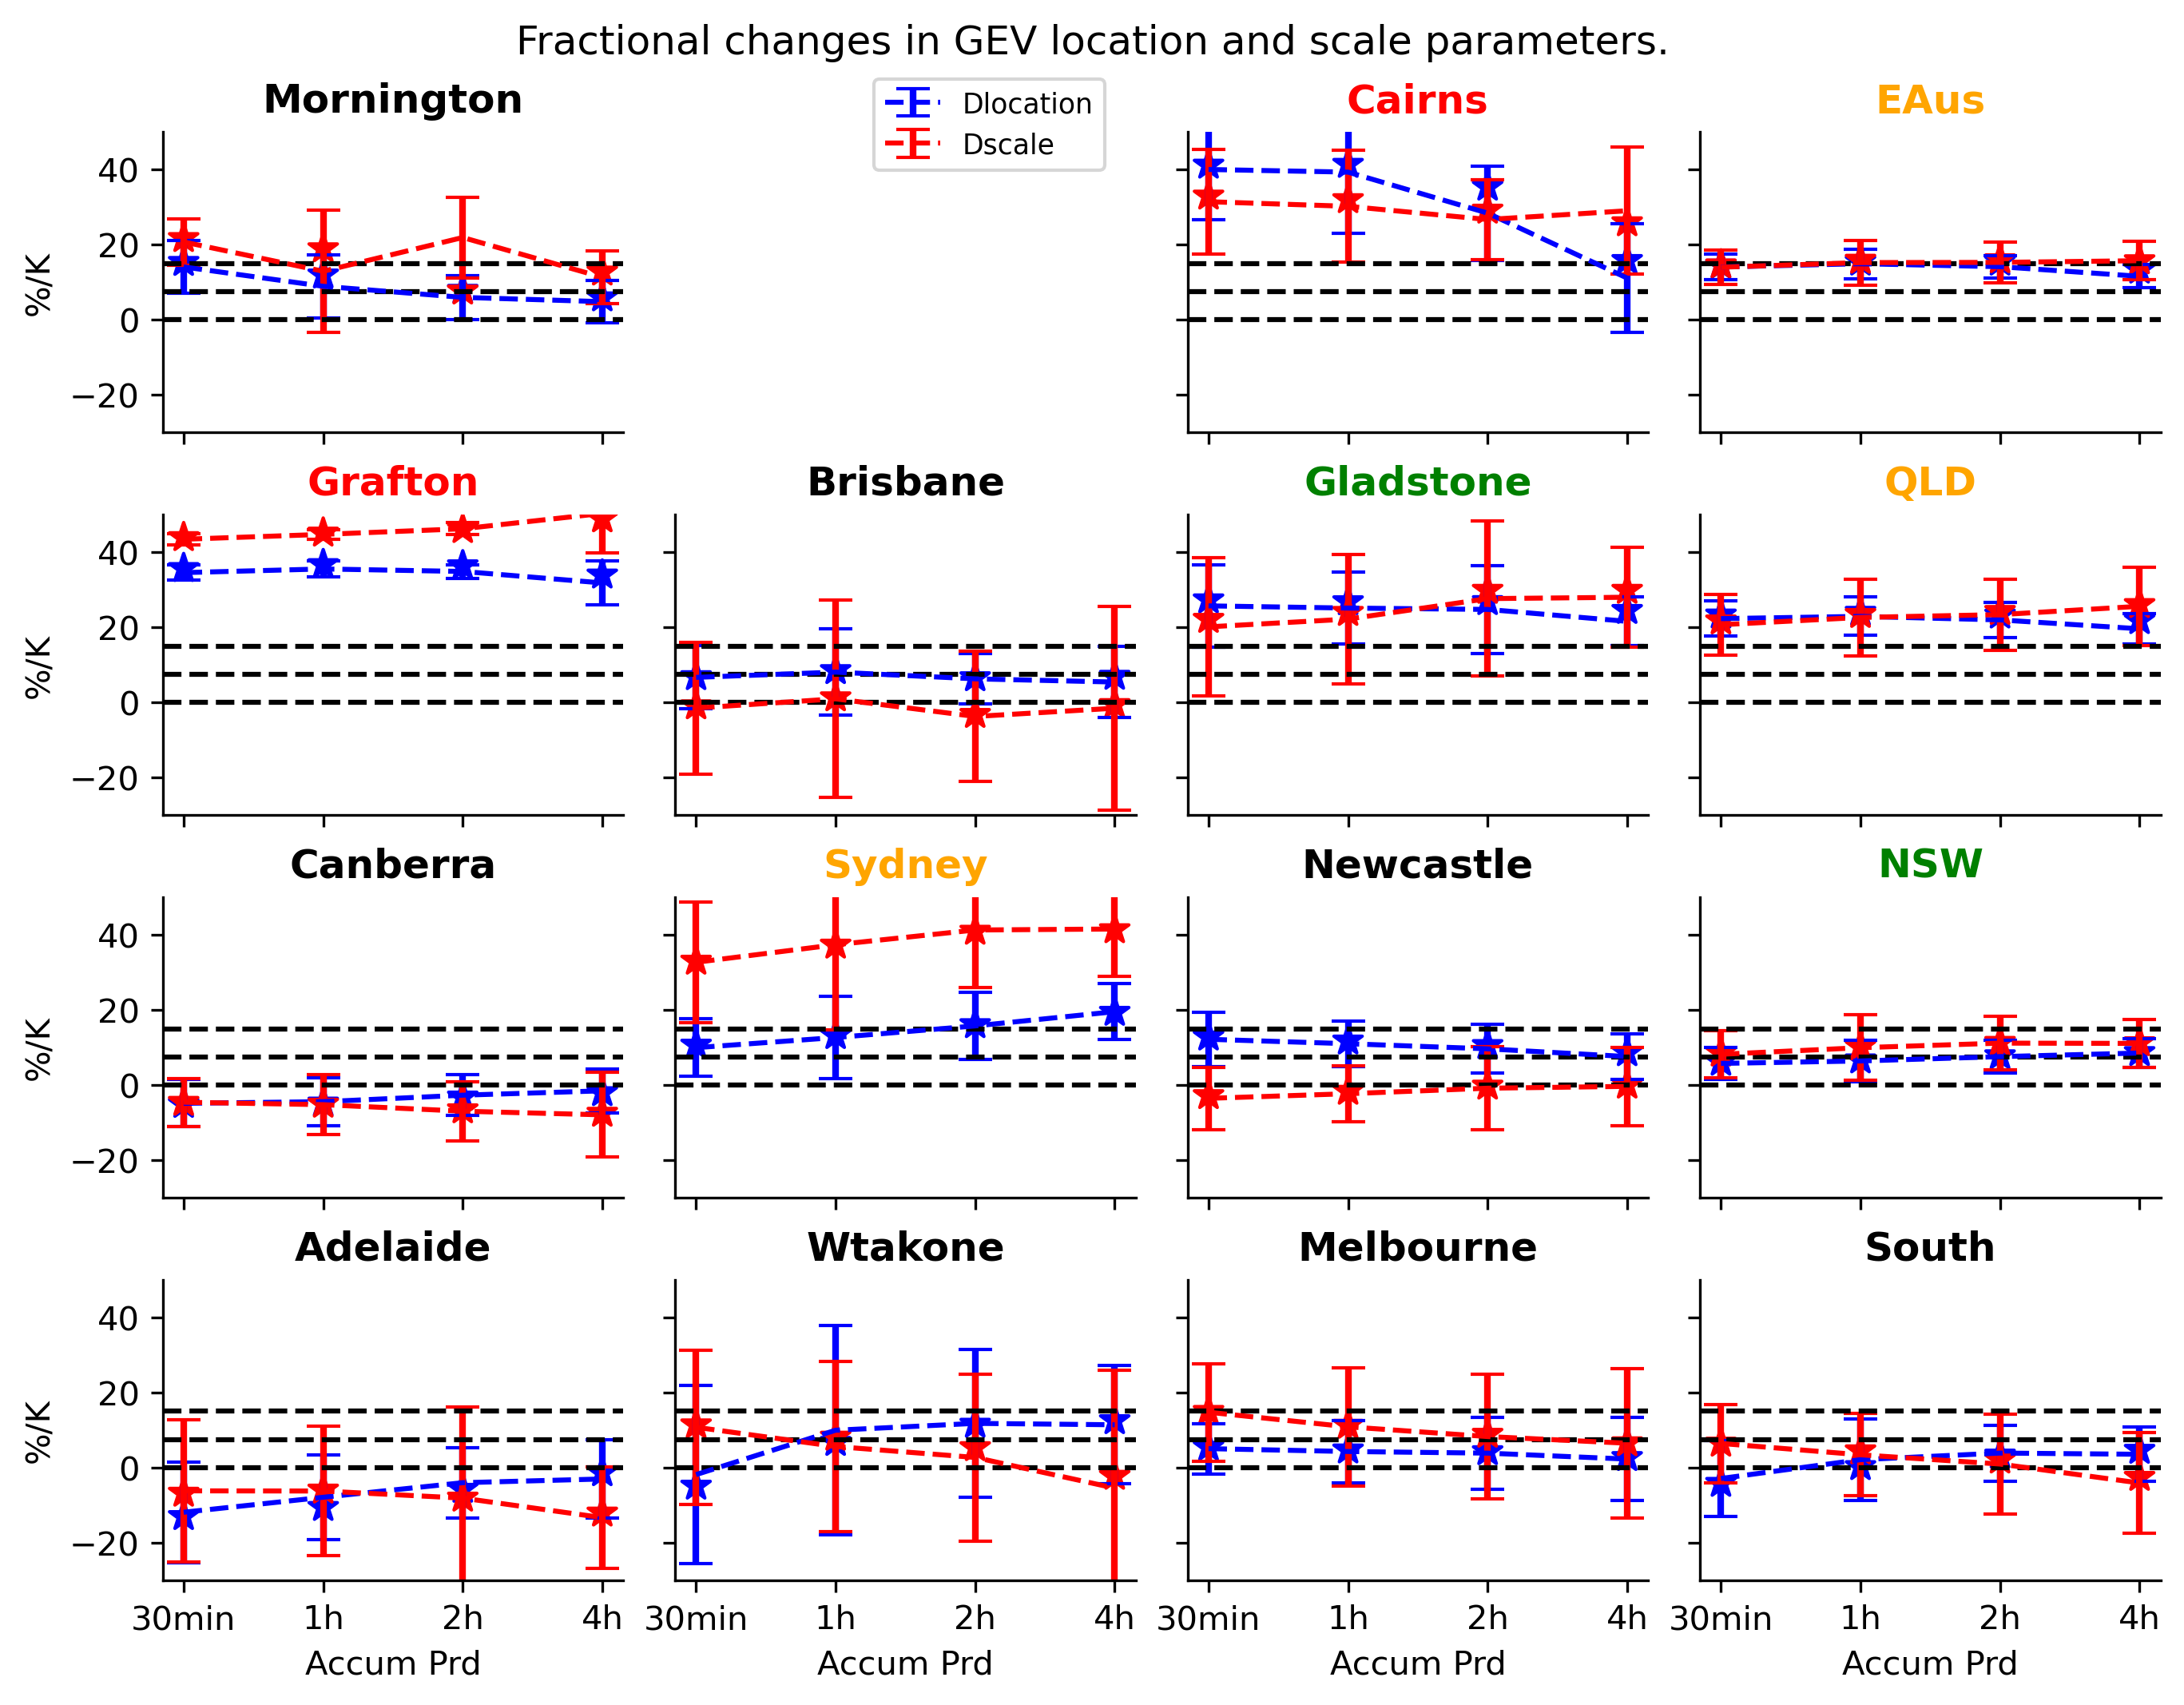 Fractional changes in GEV location and scale parameters.
Mornington
Dlocation
Dscale
Cairns
EAus
%/K
40
20
0
−20
Grafton
Brisbane
Gladstone
QLD
%/K
40
20
0
−20
Canberra
Sydney
Newcastle
NSW
%/K
40
20
0
−20
Adelaide
Wtakone
Melbourne
South
%/K
40
20
0
−20
30min 1h 2h 4h
30min 1h 2h 4h
30min 1h 2h 4h
30min 1h 2h 4h
Accum Prd
Accum Prd
Accum Prd
Accum Prd